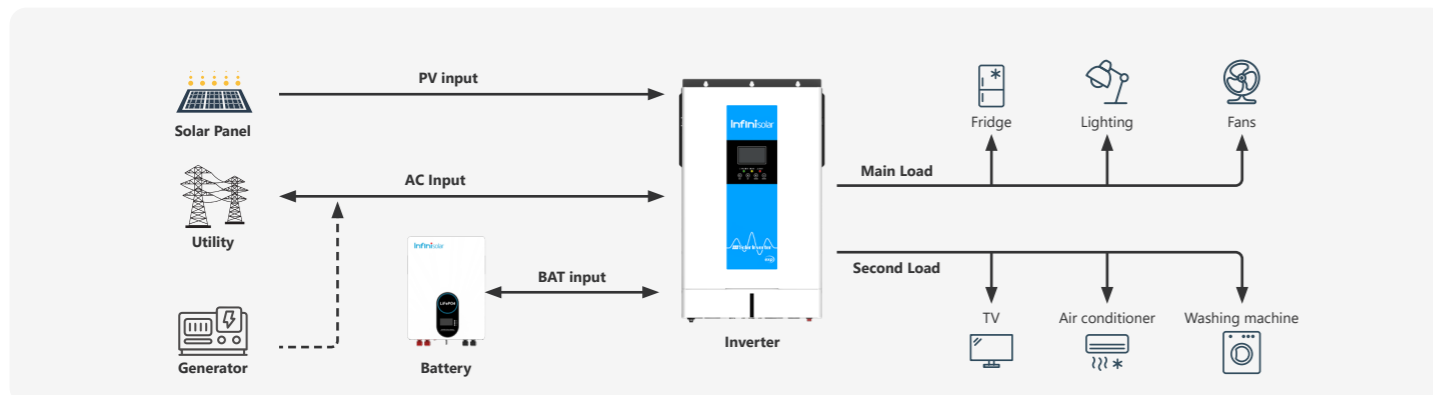 Solar Panel
PV input
Utility
AC Input
Generator
infinisolar
LiFePO4
Battery
BAT input
infinisolar
Inverter
Main Load
Fridge
Lighting
Fans
Second Load
TV
Air conditioner
Washing machine